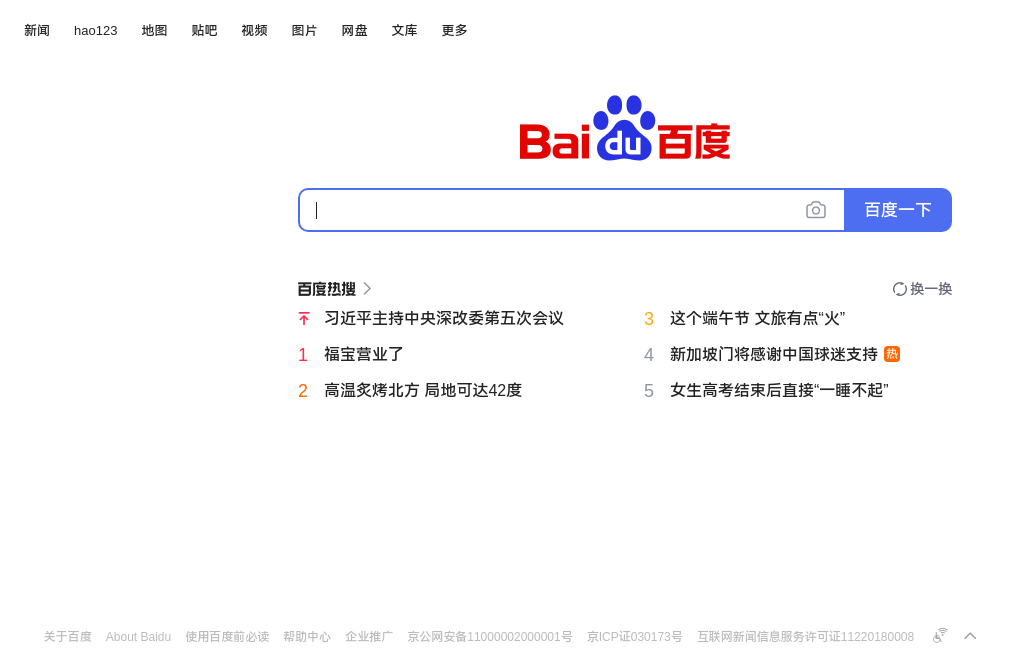 新闻 hao123 地图 贴吧 视频 图片 网盘 文库 更多
Bai du 百度
百度一下
百度热搜
换一换
习近平主持中央深改委第五次会议
1 福宝营业了
2 高温炙烤北方 局地可达42度
3 这个端午节 文旅有点“火”
4 新加坡门将感谢中国球迷支持 热
5 女生高考结束后直接“一睡不起”
关于百度 About Baidu 使用百度前必读 帮助中心 企业推广 京公网安备11000002000001号 京ICP证030173号 互联网新闻信息服务许可证11220180008